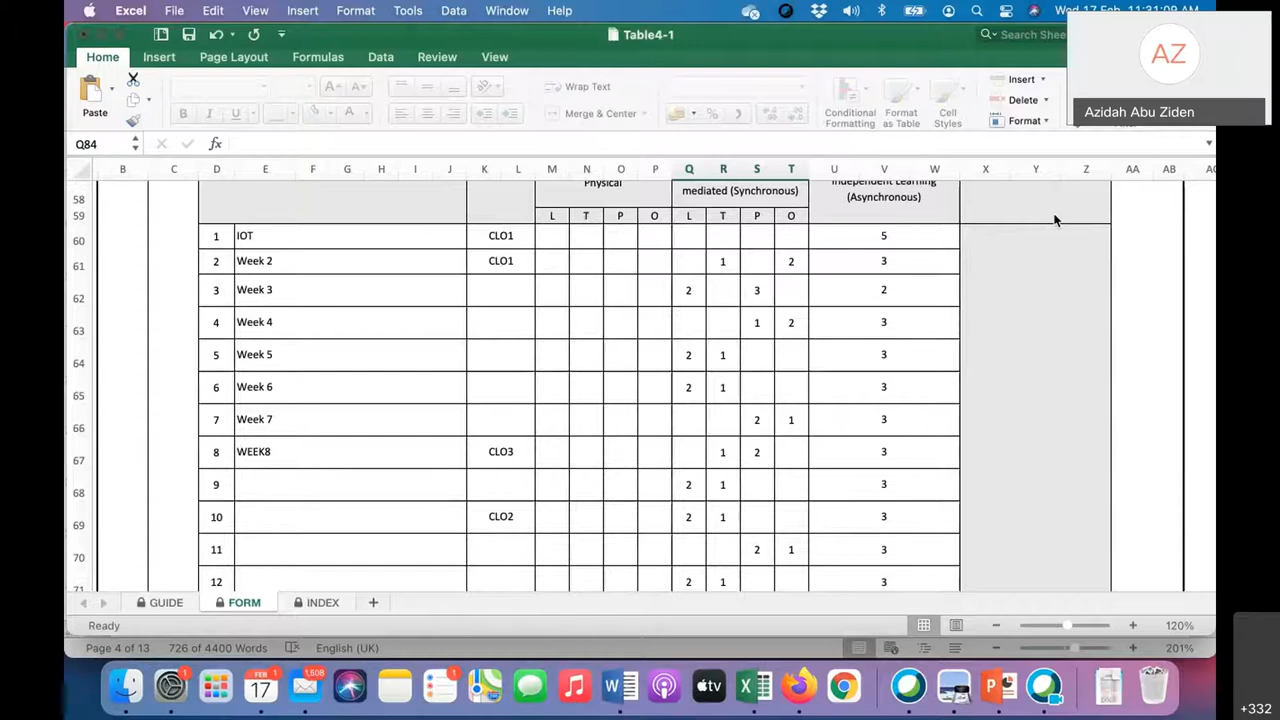 Excel File Edit View Insert Format Tools Data Window Help Wed 17 Feb 11:31:09 AM
Table4-1
Search Shee
AZ
Azidah Abu Ziden
Home Insert Page Layout Formulas Data Review View
Paste
Wrap Text
Merge & Center
Conditional Formatting
Format as Table
Cell Styles
Insert
Delete
Format
Q84 fx
B C D E F G H I J K L M N O P Q R S T U V W X Y Z AA AB
58 Physical mediated (Synchronous) Independent Learning (Asynchronous)
59 L T P O L T P O
60 1 IOT CLO1 5
61 2 Week 2 CLO1 1 2 3
62 3 Week 3 2 3 2
63 4 Week 4 1 2 3
64 5 Week 5 2 1 3
65 6 Week 6 2 1 3
66 7 Week 7 2 1 3
67 8 WEEK8 CLO3 1 2 3
68 9 2 1 3
69 10 CLO2 2 1 3
70 11 2 1 3
71 12 2 1 3
GUIDE FORM INDEX +
Ready 120%
Page 4 of 13 726 of 4400 Words English (UK) 201%
FEB
17
1,508
1
1
1
tv
+332